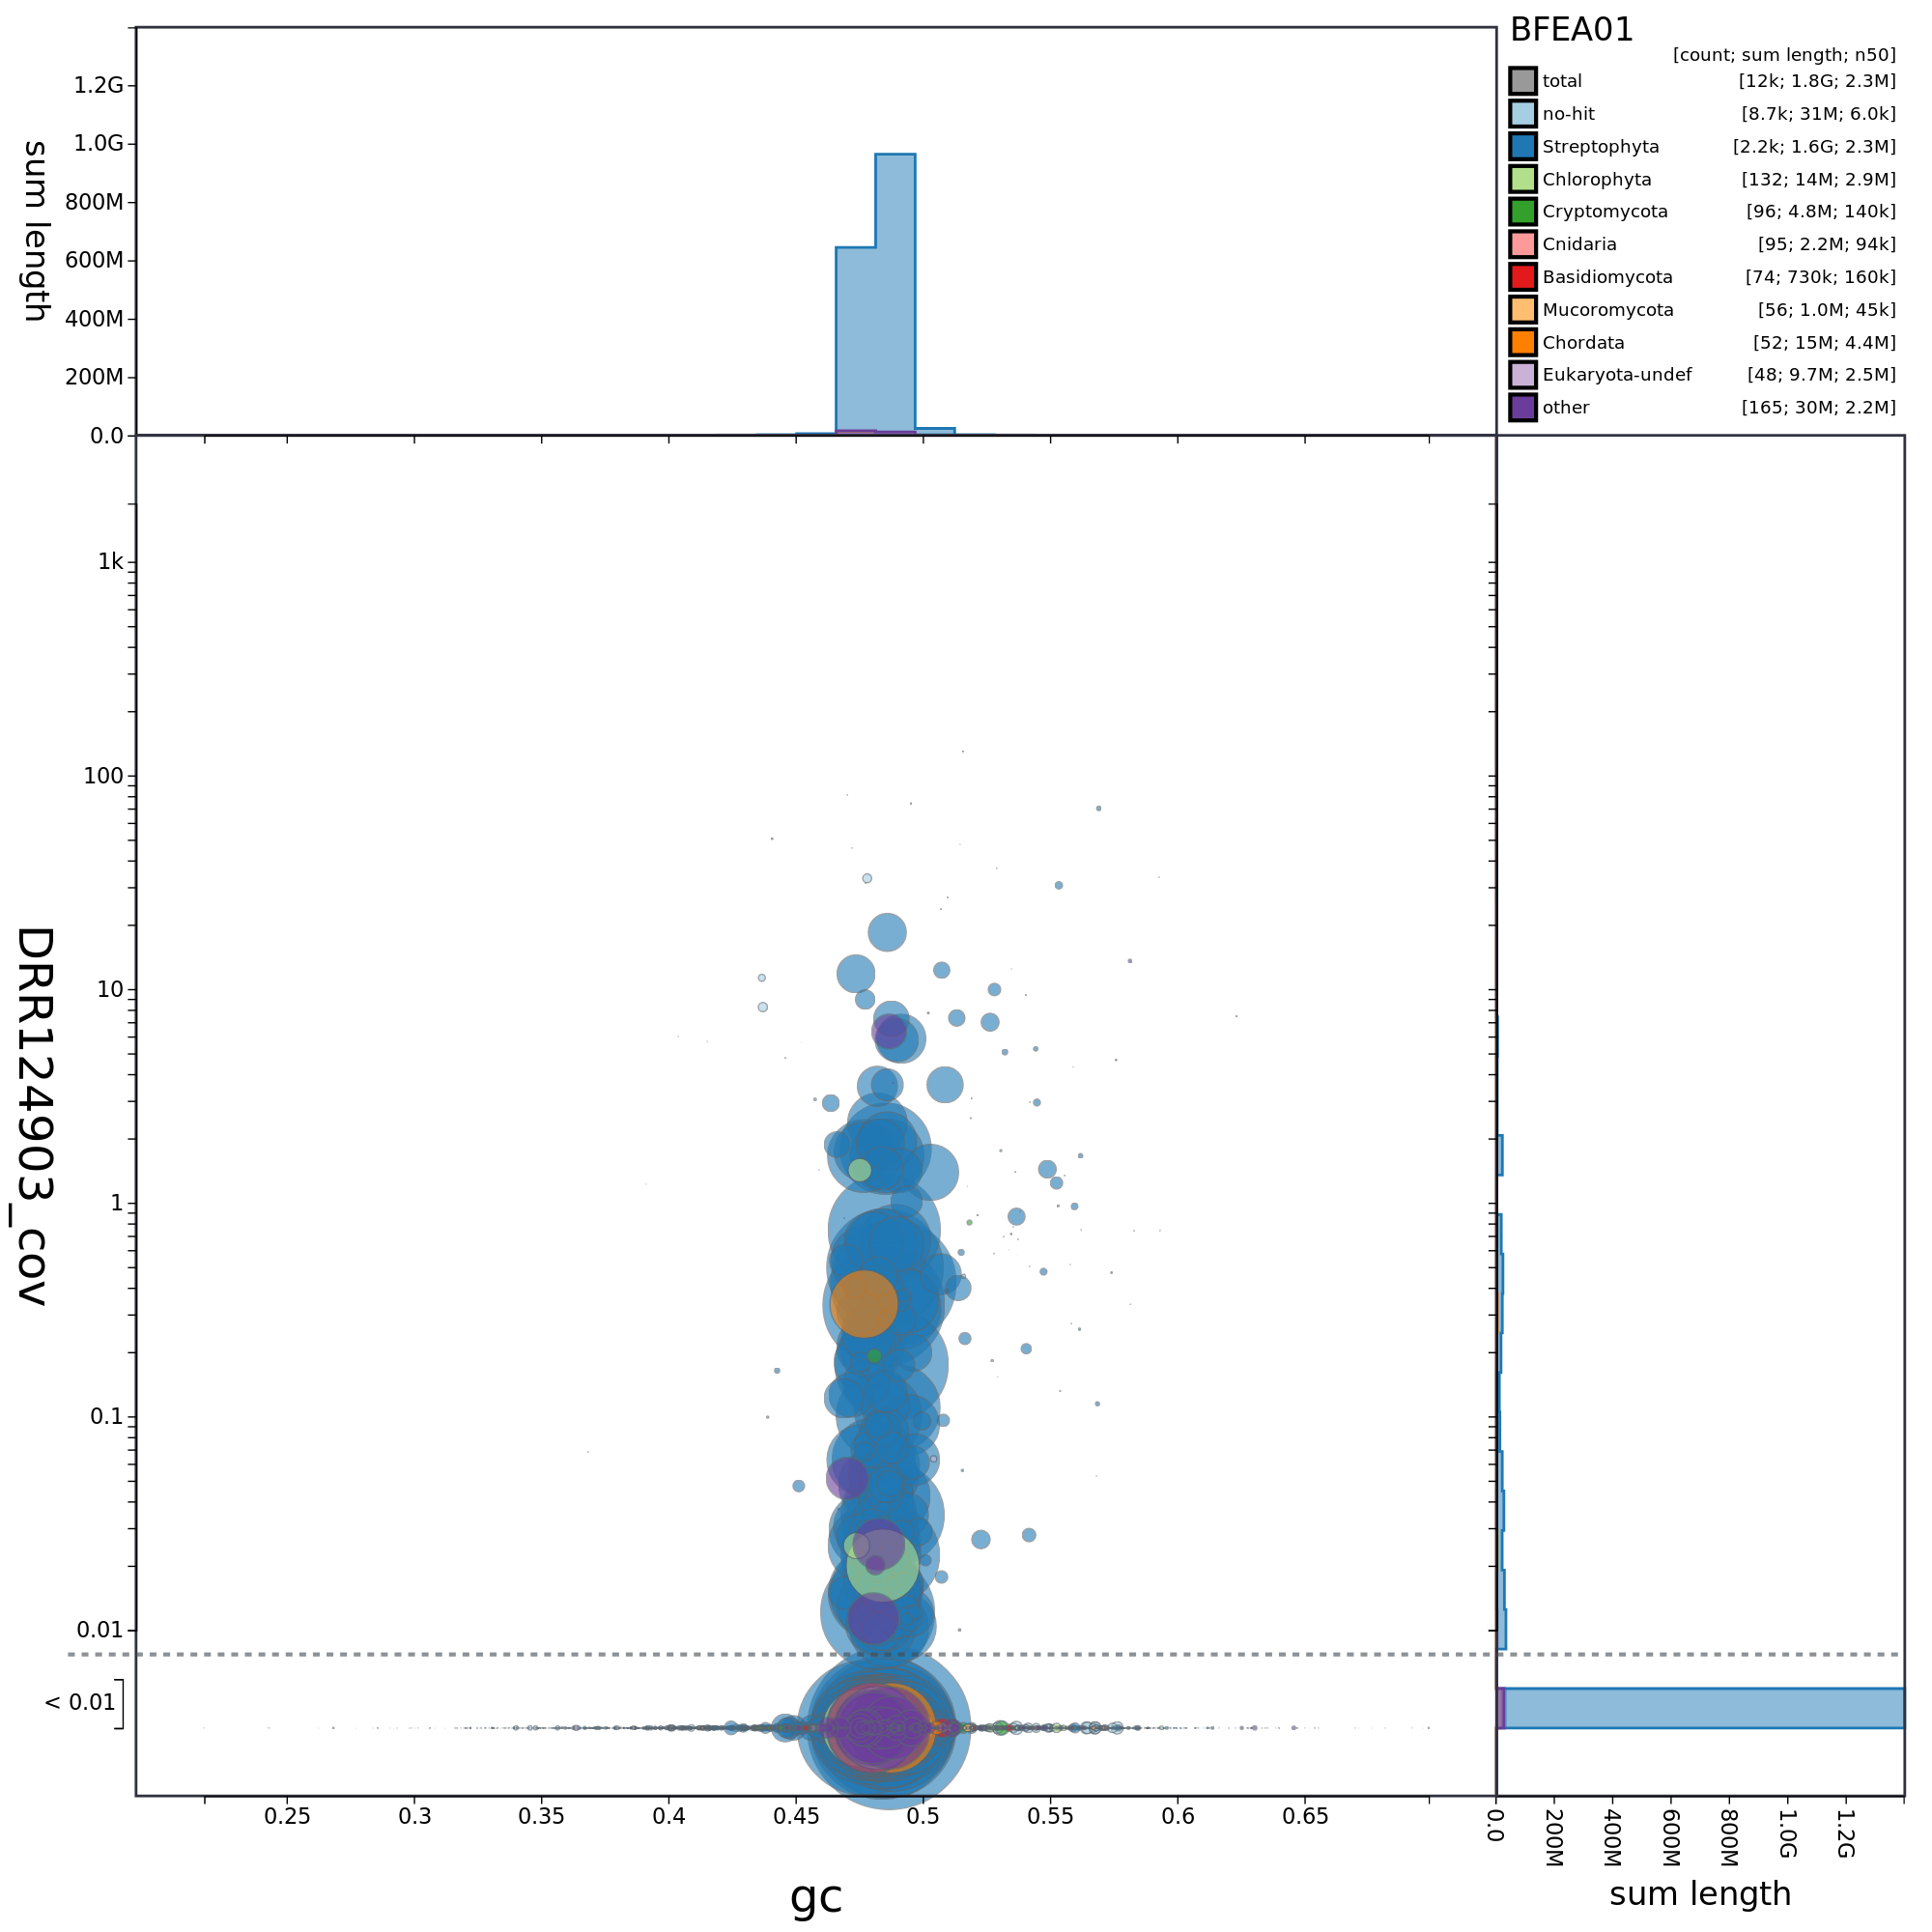 BFEA01
[count; sum length; n50]
total [12k; 1.8G; 2.3M]
no-hit [8.7k; 31M; 6.0k]
Streptophyta [2.2k; 1.6G; 2.3M]
Chlorophyta [132; 14M; 2.9M]
Cryptomycota [96; 4.8M; 140k]
Cnidaria [95; 2.2M; 94k]
Basidiomycota [74; 730k; 160k]
Mucoromycota [56; 1.0M; 45k]
Chordata [52; 15M; 4.4M]
Eukaryota-undef [48; 9.7M; 2.5M]
other [165; 30M; 2.2M]
sum length
1.2G
1.0G
800M
600M
400M
200M
0.0
DRR124903_cov
1k
100
10
1
0.1
0.01
< 0.01
0.25 0.3 0.35 0.4 0.45 0.5 0.55 0.6 0.65
gc
0.0 200M 400M 600M 800M 1.0G 1.2G
sum length